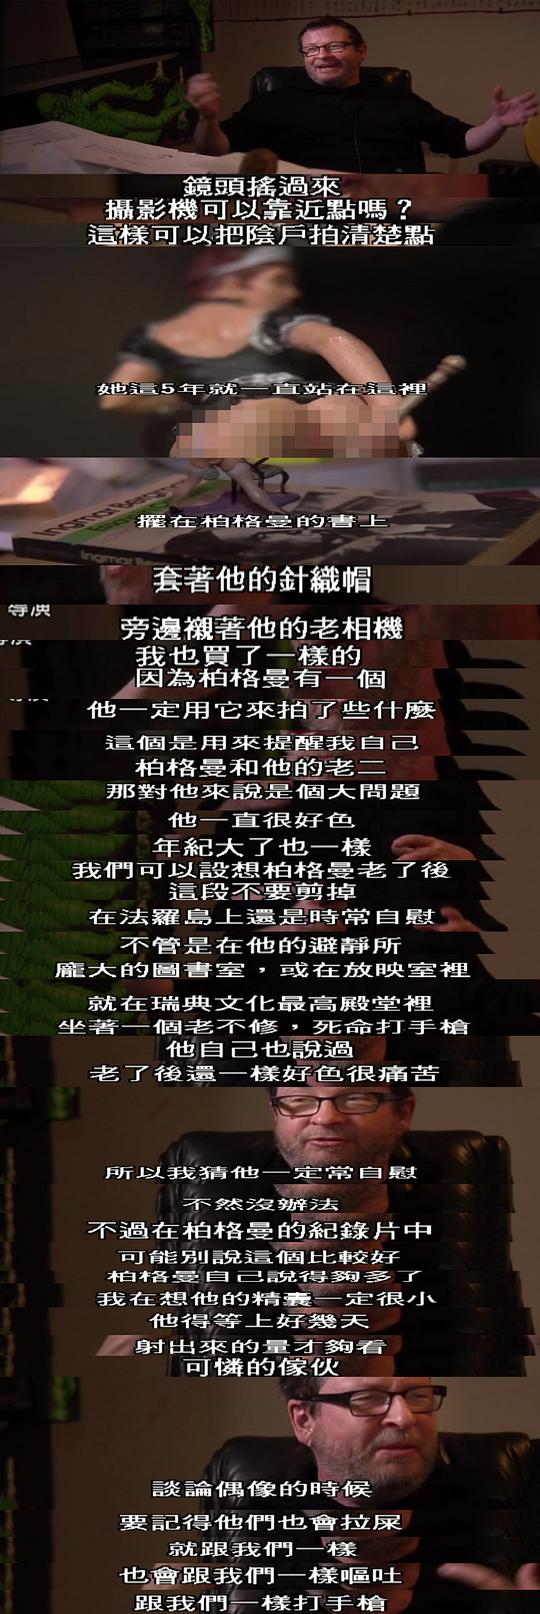 鏡頭搖過來
攝影機可以靠近點嗎？
這樣可以把陰戶拍清楚點
她這5年就一直站在這裡
Ingmar Bergman
Ingmar Be
擺在柏格曼的書上
套著他的針織帽
導演
旁邊襯著他的老相機
導演
我也買了一樣的
因為柏格曼有一個
他一定用它來拍了些什麼
這個是用來提醒我自己
柏格曼和他的老二
那對他來說是個大問題
他一直很好色
年紀大了也一樣
我們可以設想柏格曼老了後
這段不要剪掉
在法羅島上還是時常自慰
不管是在他的避靜所
龐大的圖書室，或在放映室裡
就在瑞典文化最高殿堂裡
坐著一個老不修，死命打手槍
他自己也說過
老了後還一樣好色很痛苦
所以我猜他一定常自慰
不然沒辦法
不過在柏格曼的紀錄片中
可能別說這個比較好
柏格曼自己說得夠多了
我在想他的精囊一定很小
他得等上好幾天
射出來的量才夠看
可憐的傢伙
談論偶像的時候
要記得他們也會拉屎
就跟我們一樣
也會跟我們一樣嘔吐
跟我們一樣打手槍